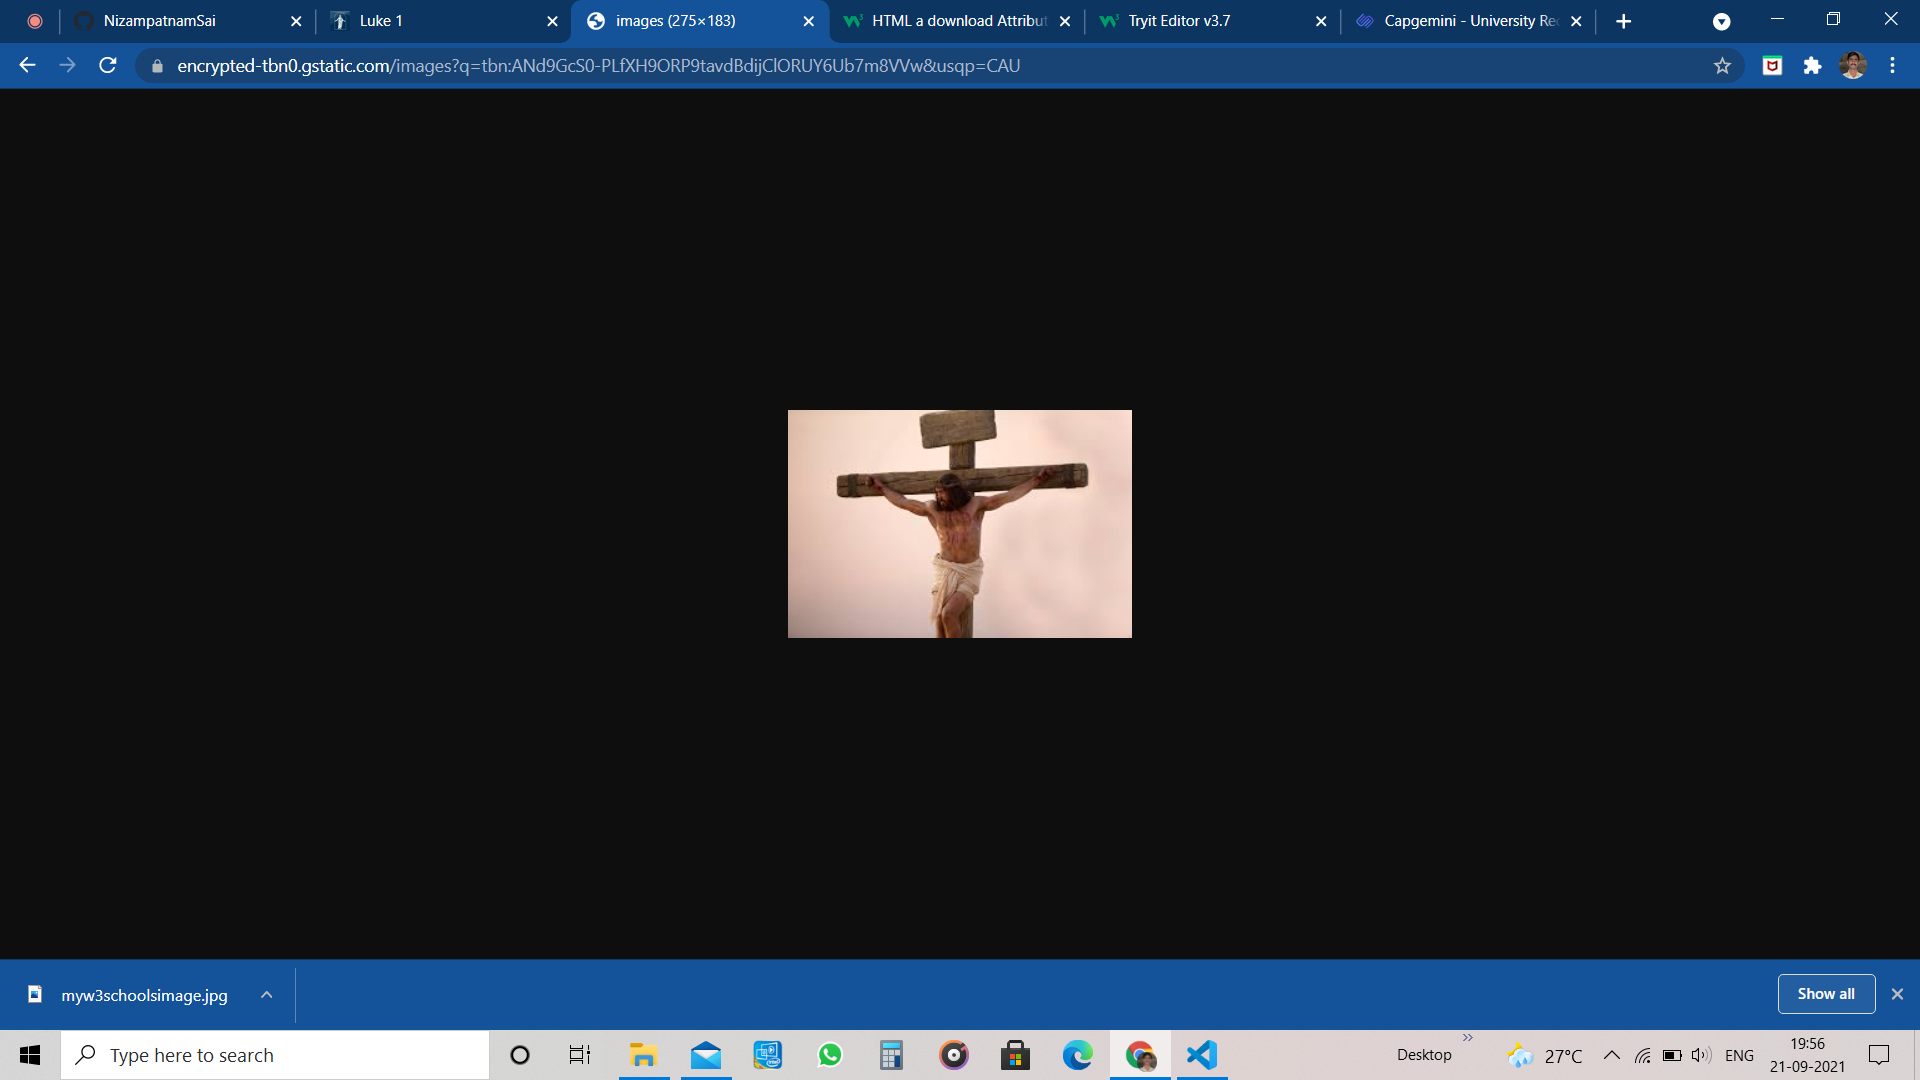 NizampatnamSai
Luke 1
images (275×183)
HTML a download Attribut
Tryit Editor v3.7
Capgemini - University Rec
encrypted-tbn0.gstatic.com/images?q=tbn:ANd9GcS0-PLfXH9ORP9tavdBdijClORUY6Ub7m8VVw&usqp=CAU
myw3schoolsimage.jpg
Show all
Type here to search
Desktop
27°C
ENG
19:56
21-09-2021